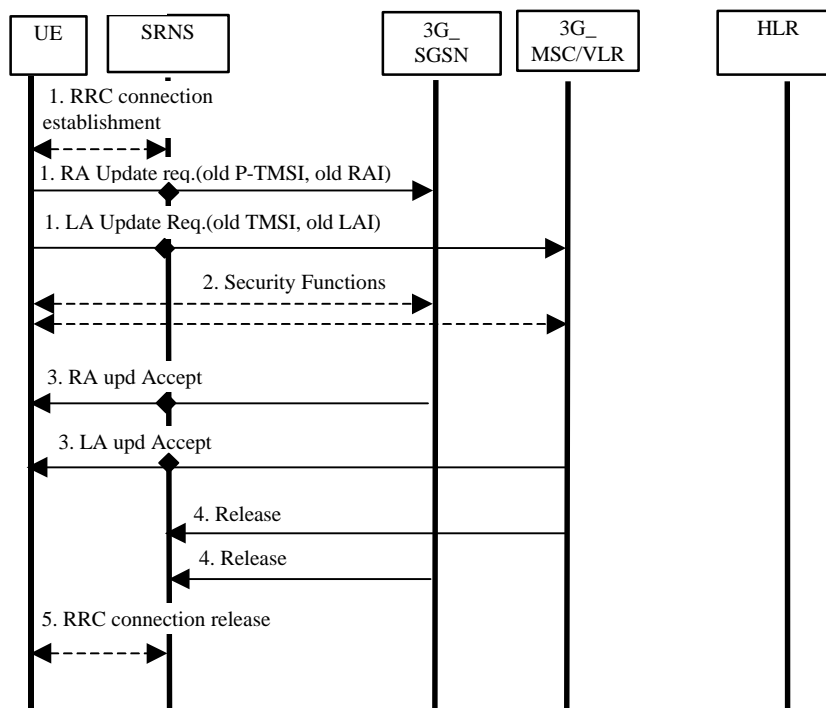 UE
SRNS
3G_
SGSN
3G_
MSC/VLR
HLR
1. RRC connection
establishment
1. RA Update req.(old P-TMSI, old RAI)
1. LA Update Req.(old TMSI, old LAI)
2. Security Functions
3. RA upd Accept
3. LA upd Accept
4. Release
4. Release
5. RRC connection release